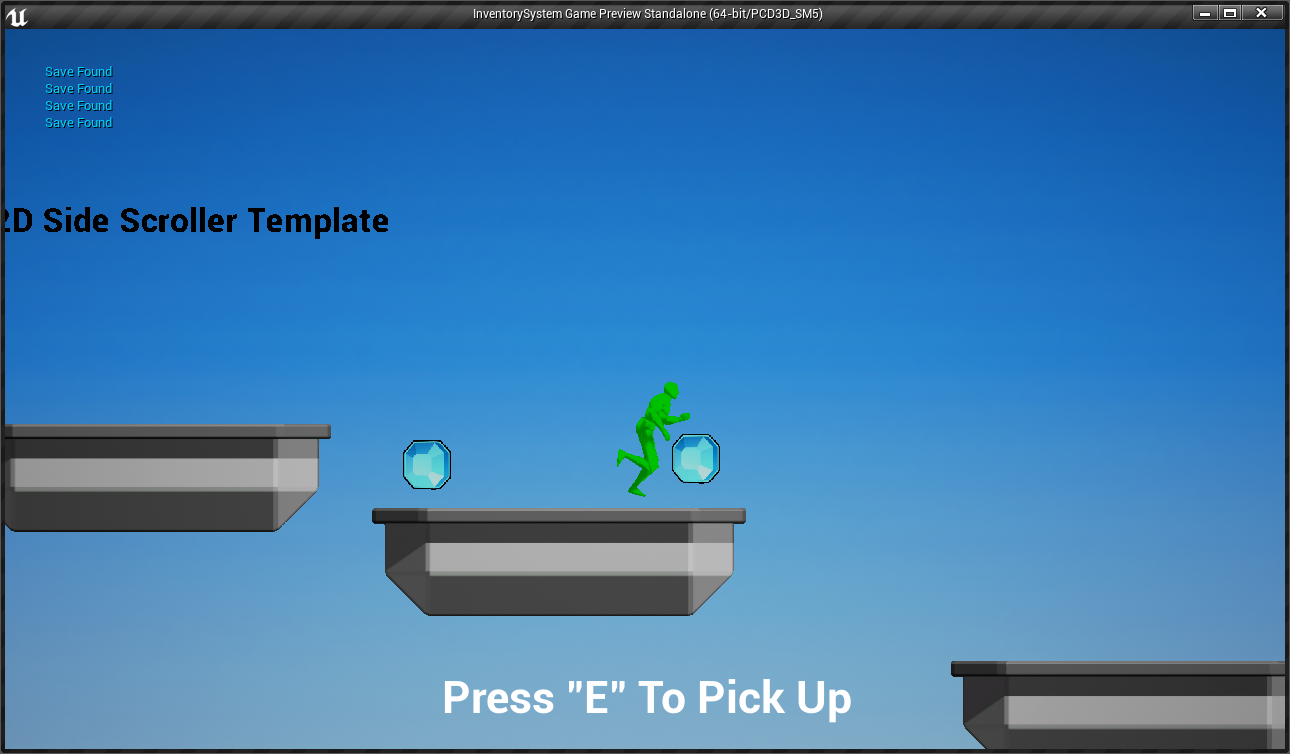 InventorySystem Game Preview Standalone (64-bit/PCD3D_SM5)
Save Found
Save Found
Save Found
Save Found
2D Side Scroller Template
Press "E" To Pick Up